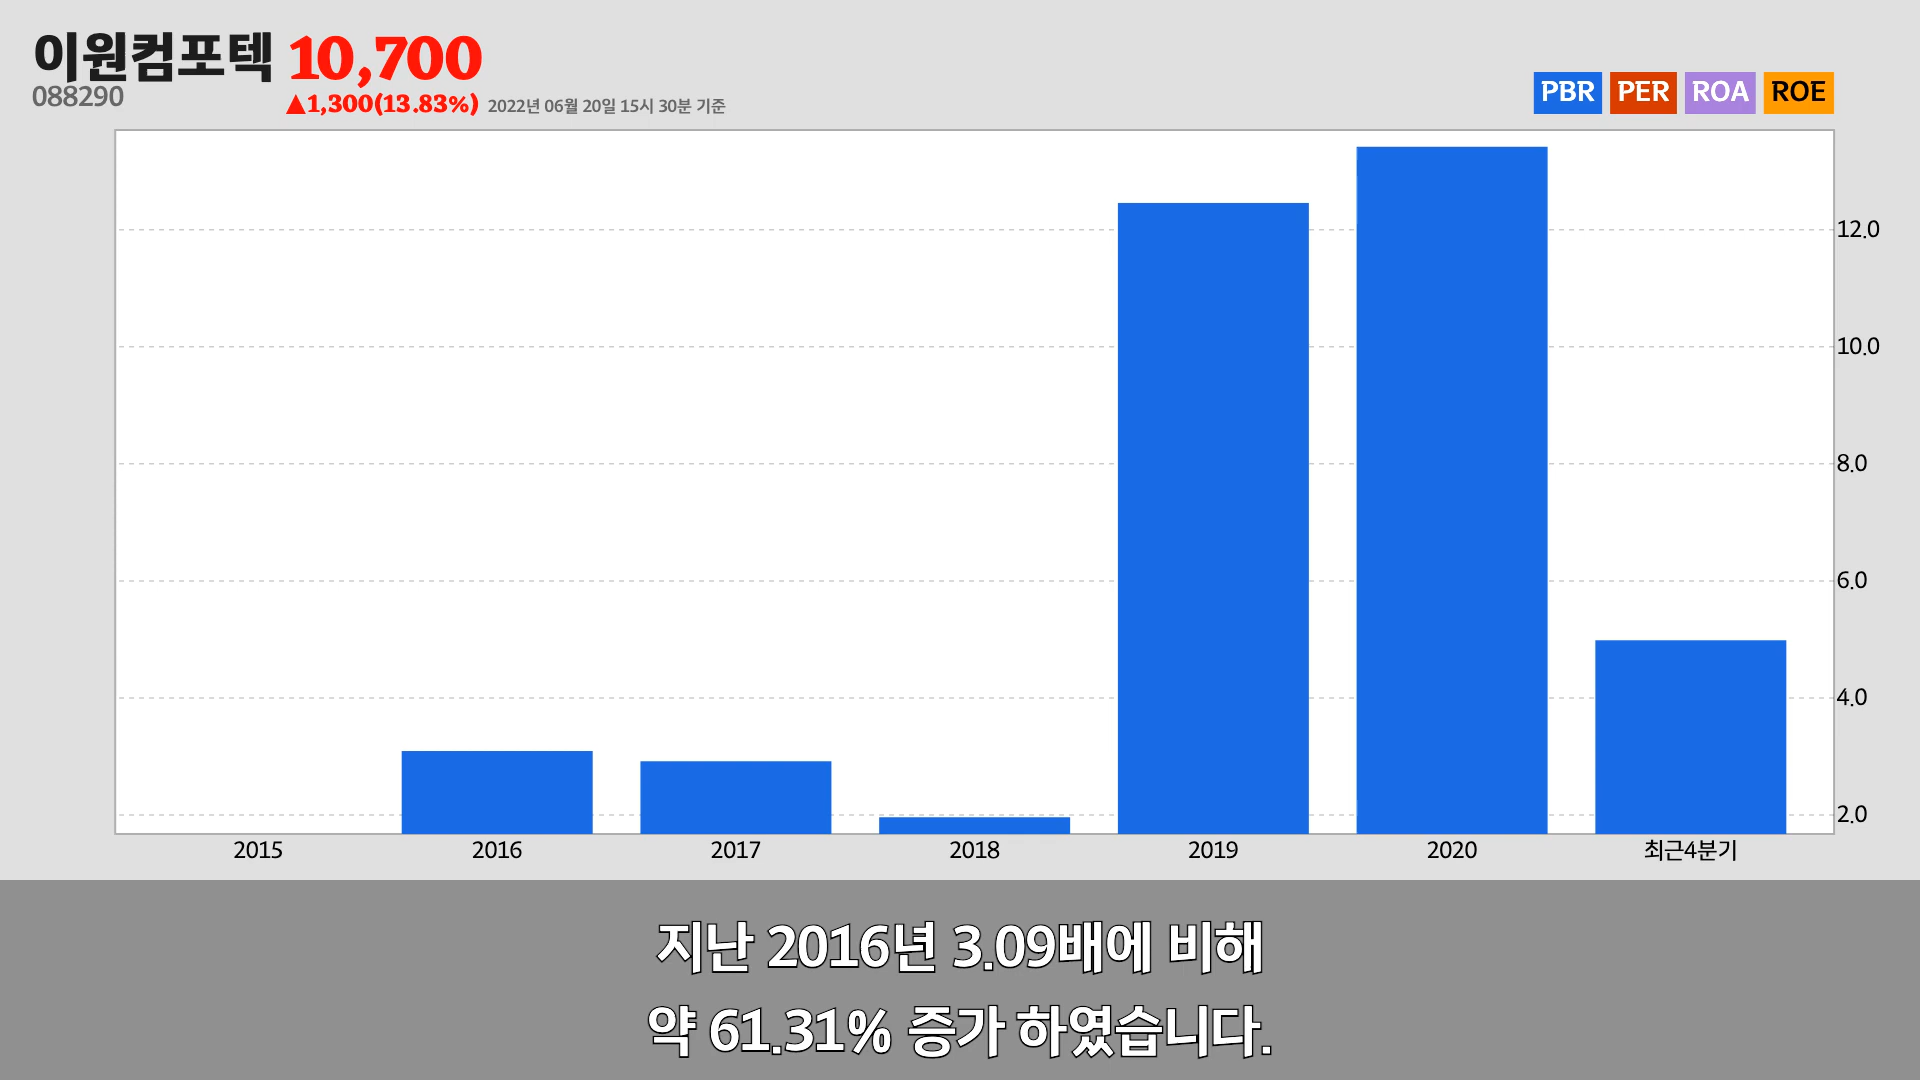 이원컴포텍 10,700
088290
▲1,300(13.83%) 2022년 06월 20일 15시 30분 기준
PBR PER ROA ROE
12.0
10.0
8.0
6.0
4.0
2.0
2015 2016 2017 2018 2019 2020 최근4분기
지난 2016년 3.09배에 비해
약 61.31% 증가 하였습니다.